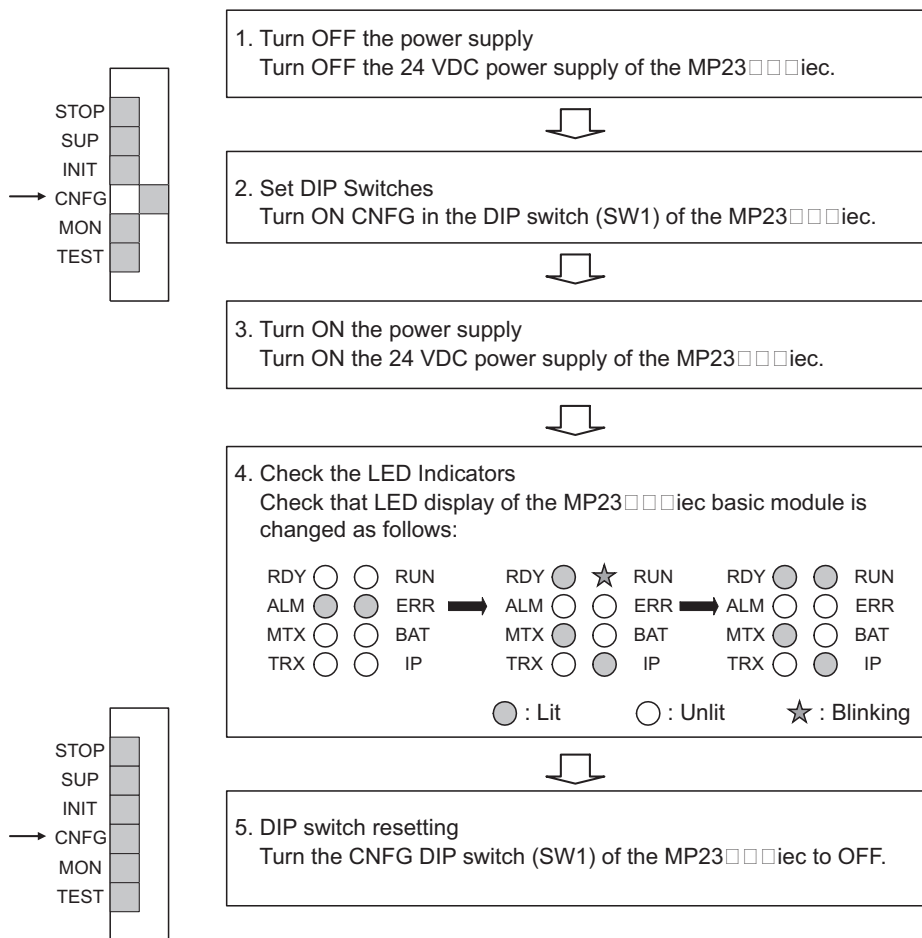 1. Turn OFF the power supply
Turn OFF the 24 VDC power supply of the MP23□□□iec.
STOP
SUP
INIT
CNFG
MON
TEST
2. Set DIP Switches
Turn ON CNFG in the DIP switch (SW1) of the MP23□□□iec.
3. Turn ON the power supply
Turn ON the 24 VDC power supply of the MP23□□□iec.
4. Check the LED Indicators
Check that LED display of the MP23□□□iec basic module is
changed as follows:
RDY RUN RDY RUN RDY RUN
ALM ERR ALM ERR ALM ERR
MTX BAT MTX BAT MTX BAT
TRX IP TRX IP TRX IP
: Lit : Unlit : Blinking
STOP
SUP
INIT
CNFG
MON
TEST
5. DIP switch resetting
Turn the CNFG DIP switch (SW1) of the MP23□□□iec to OFF.